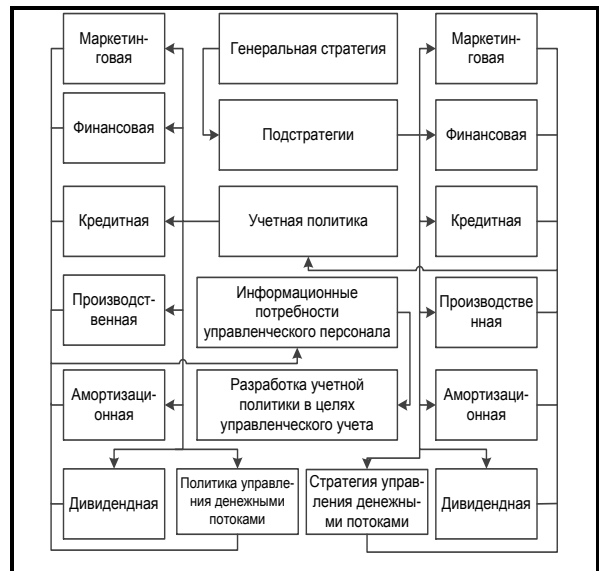 Маркетин-
говая
Генеральная стратегия
Маркетин-
говая
Финансовая
Подстратегии
Финансовая
Кредитная
Учетная политика
Кредитная
Производст-
венная
Информационные
потребности
управленческого персонала
Производстве
нная
Амортизаци-
онная
Разработка учетной
политики в целях
управленческого учета
Амортизаци-
онная
Дивидендная
Политика управле-
ния денежными
потоками
Стратегия управ-
ления денежны-
ми потоками
Дивидендная